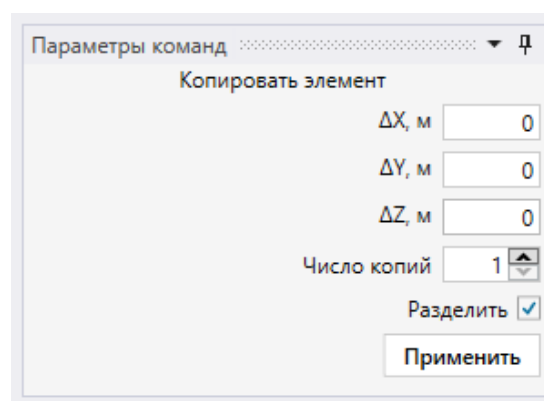 Параметры команд
Копировать элемент
ΔX, м 0
ΔY, м 0
ΔZ, м 0
Число копий 1
Разделить
Применить